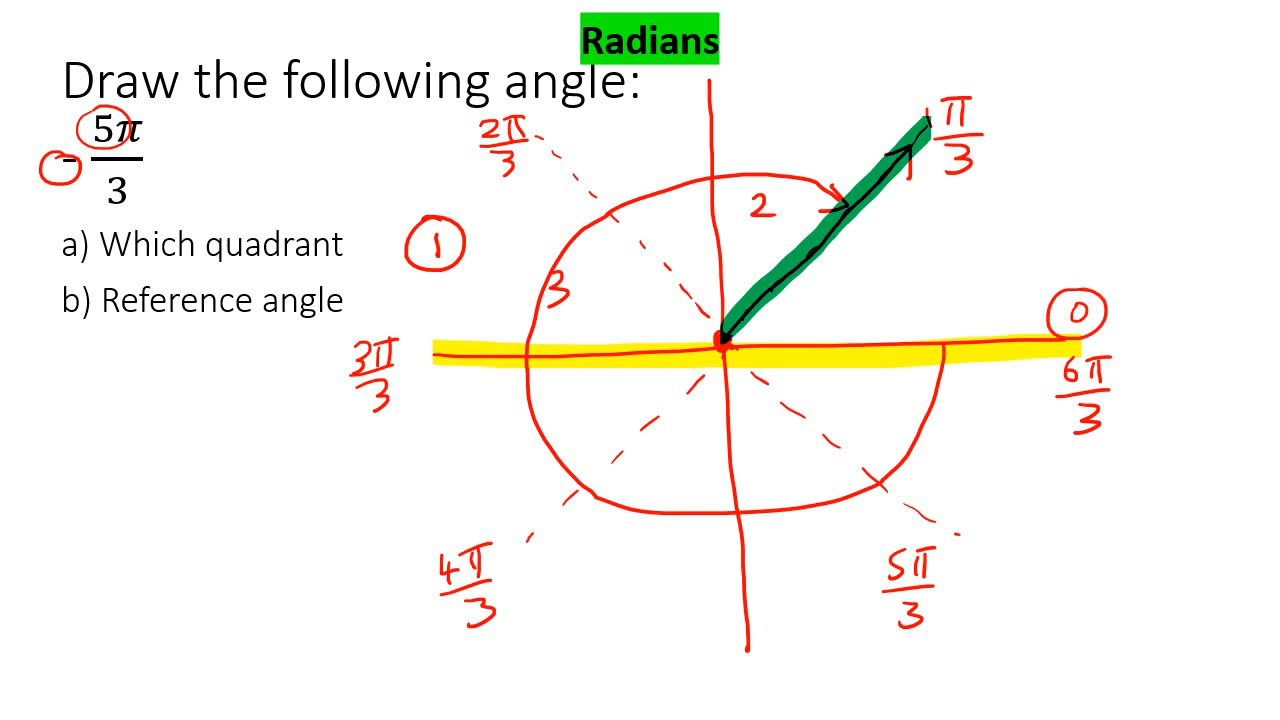 Radians
Draw the following angle:
- 5π/3
a) Which quadrant
b) Reference angle
2π/3
π/3
2
1
3
0
3π/3
6π/3
4π/3
5π/3